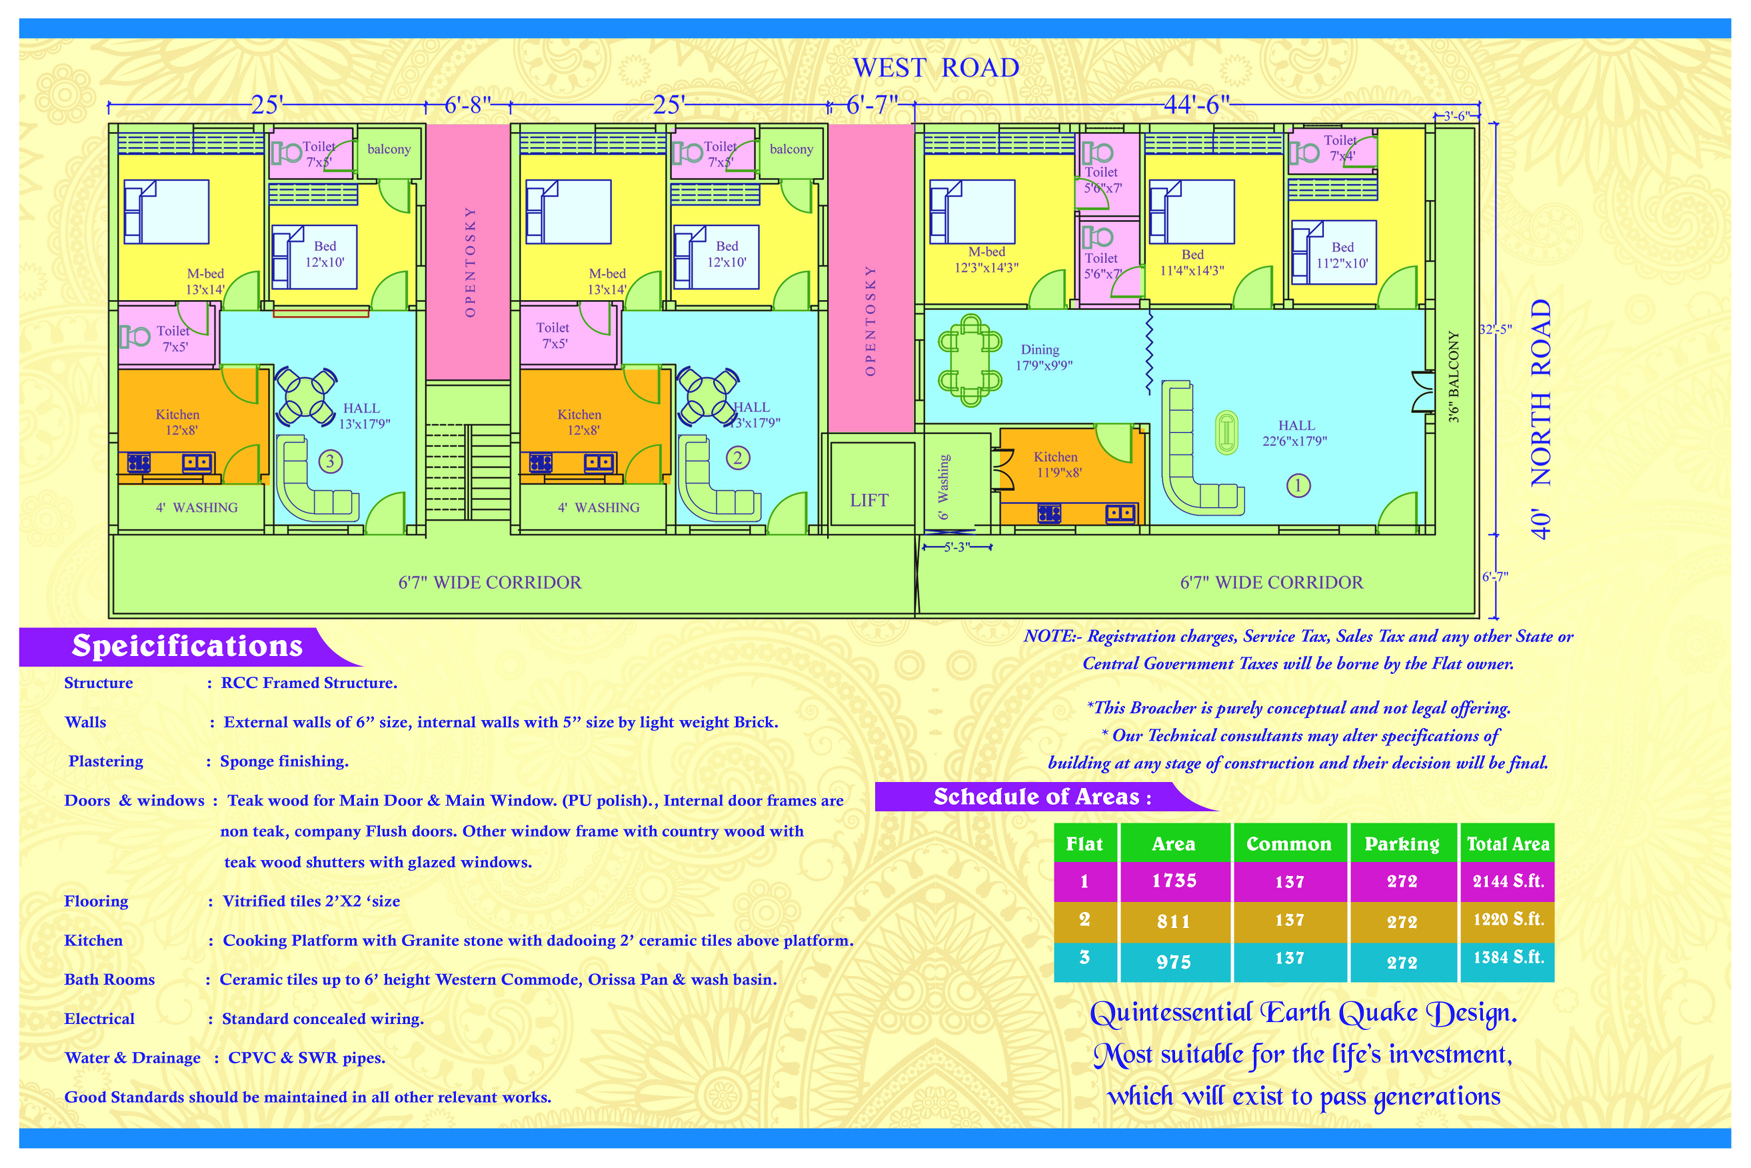 WEST ROAD
25' 6'-8" 25' 6'-7" 44'-6"
3'-6"
Toilet
7'x5'
balcony
Bed
12'x10'
M-bed
13'x14'
Toilet
7'x5'
Kitchen
12'x8'
HALL
13'x17'9"
3
4' WASHING
OPENTOSKY
Toilet
7'x5'
balcony
Bed
12'x10'
M-bed
13'x14'
Toilet
7'x5'
Kitchen
12'x8'
HALL
13'x17'9"
2
4' WASHING
OPENTOSKY
LIFT
Toilet
5'6"x7'
Toilet
5'6"x7'
Toilet
7'x4'
M-bed
12'3"x14'3"
Bed
11'4"x14'3"
Bed
11'2"x10'
Dining
17'9"x9'9"
HALL
22'6"x17'9"
1
Kitchen
11'9"x8'
6' Washing
5'-3"
3'6" BALCONY
32'-5"
6'-7"
40' NORTH ROAD
6'7" WIDE CORRIDOR
6'7" WIDE CORRIDOR
Speicifications
Structure : RCC Framed Structure.
Walls : External walls of 6” size, internal walls with 5” size by light weight Brick.
Plastering : Sponge finishing.
Doors & windows : Teak wood for Main Door & Main Window. (PU polish)., Internal door frames are
non teak, company Flush doors. Other window frame with country wood with
teak wood shutters with glazed windows.
Flooring : Vitrified tiles 2’X2 ‘size
Kitchen : Cooking Platform with Granite stone with dadooing 2’ ceramic tiles above platform.
Bath Rooms : Ceramic tiles up to 6’ height Western Commode, Orissa Pan & wash basin.
Electrical : Standard concealed wiring.
Water & Drainage : CPVC & SWR pipes.
Good Standards should be maintained in all other relevant works.
NOTE:- Registration charges, Service Tax, Sales Tax and any other State or
Central Government Taxes will be borne by the Flat owner.
*This Broacher is purely conceptual and not legal offering.
* Our Technical consultants may alter specifications of
building at any stage of construction and their decision will be final.
Schedule of Areas :
Flat Area Common Parking Total Area
1 1735 137 272 2144 S.ft.
2 811 137 272 1220 S.ft.
3 975 137 272 1384 S.ft.
Quintessential Earth Quake Design.
Most suitable for the life's investment,
which will exist to pass generations